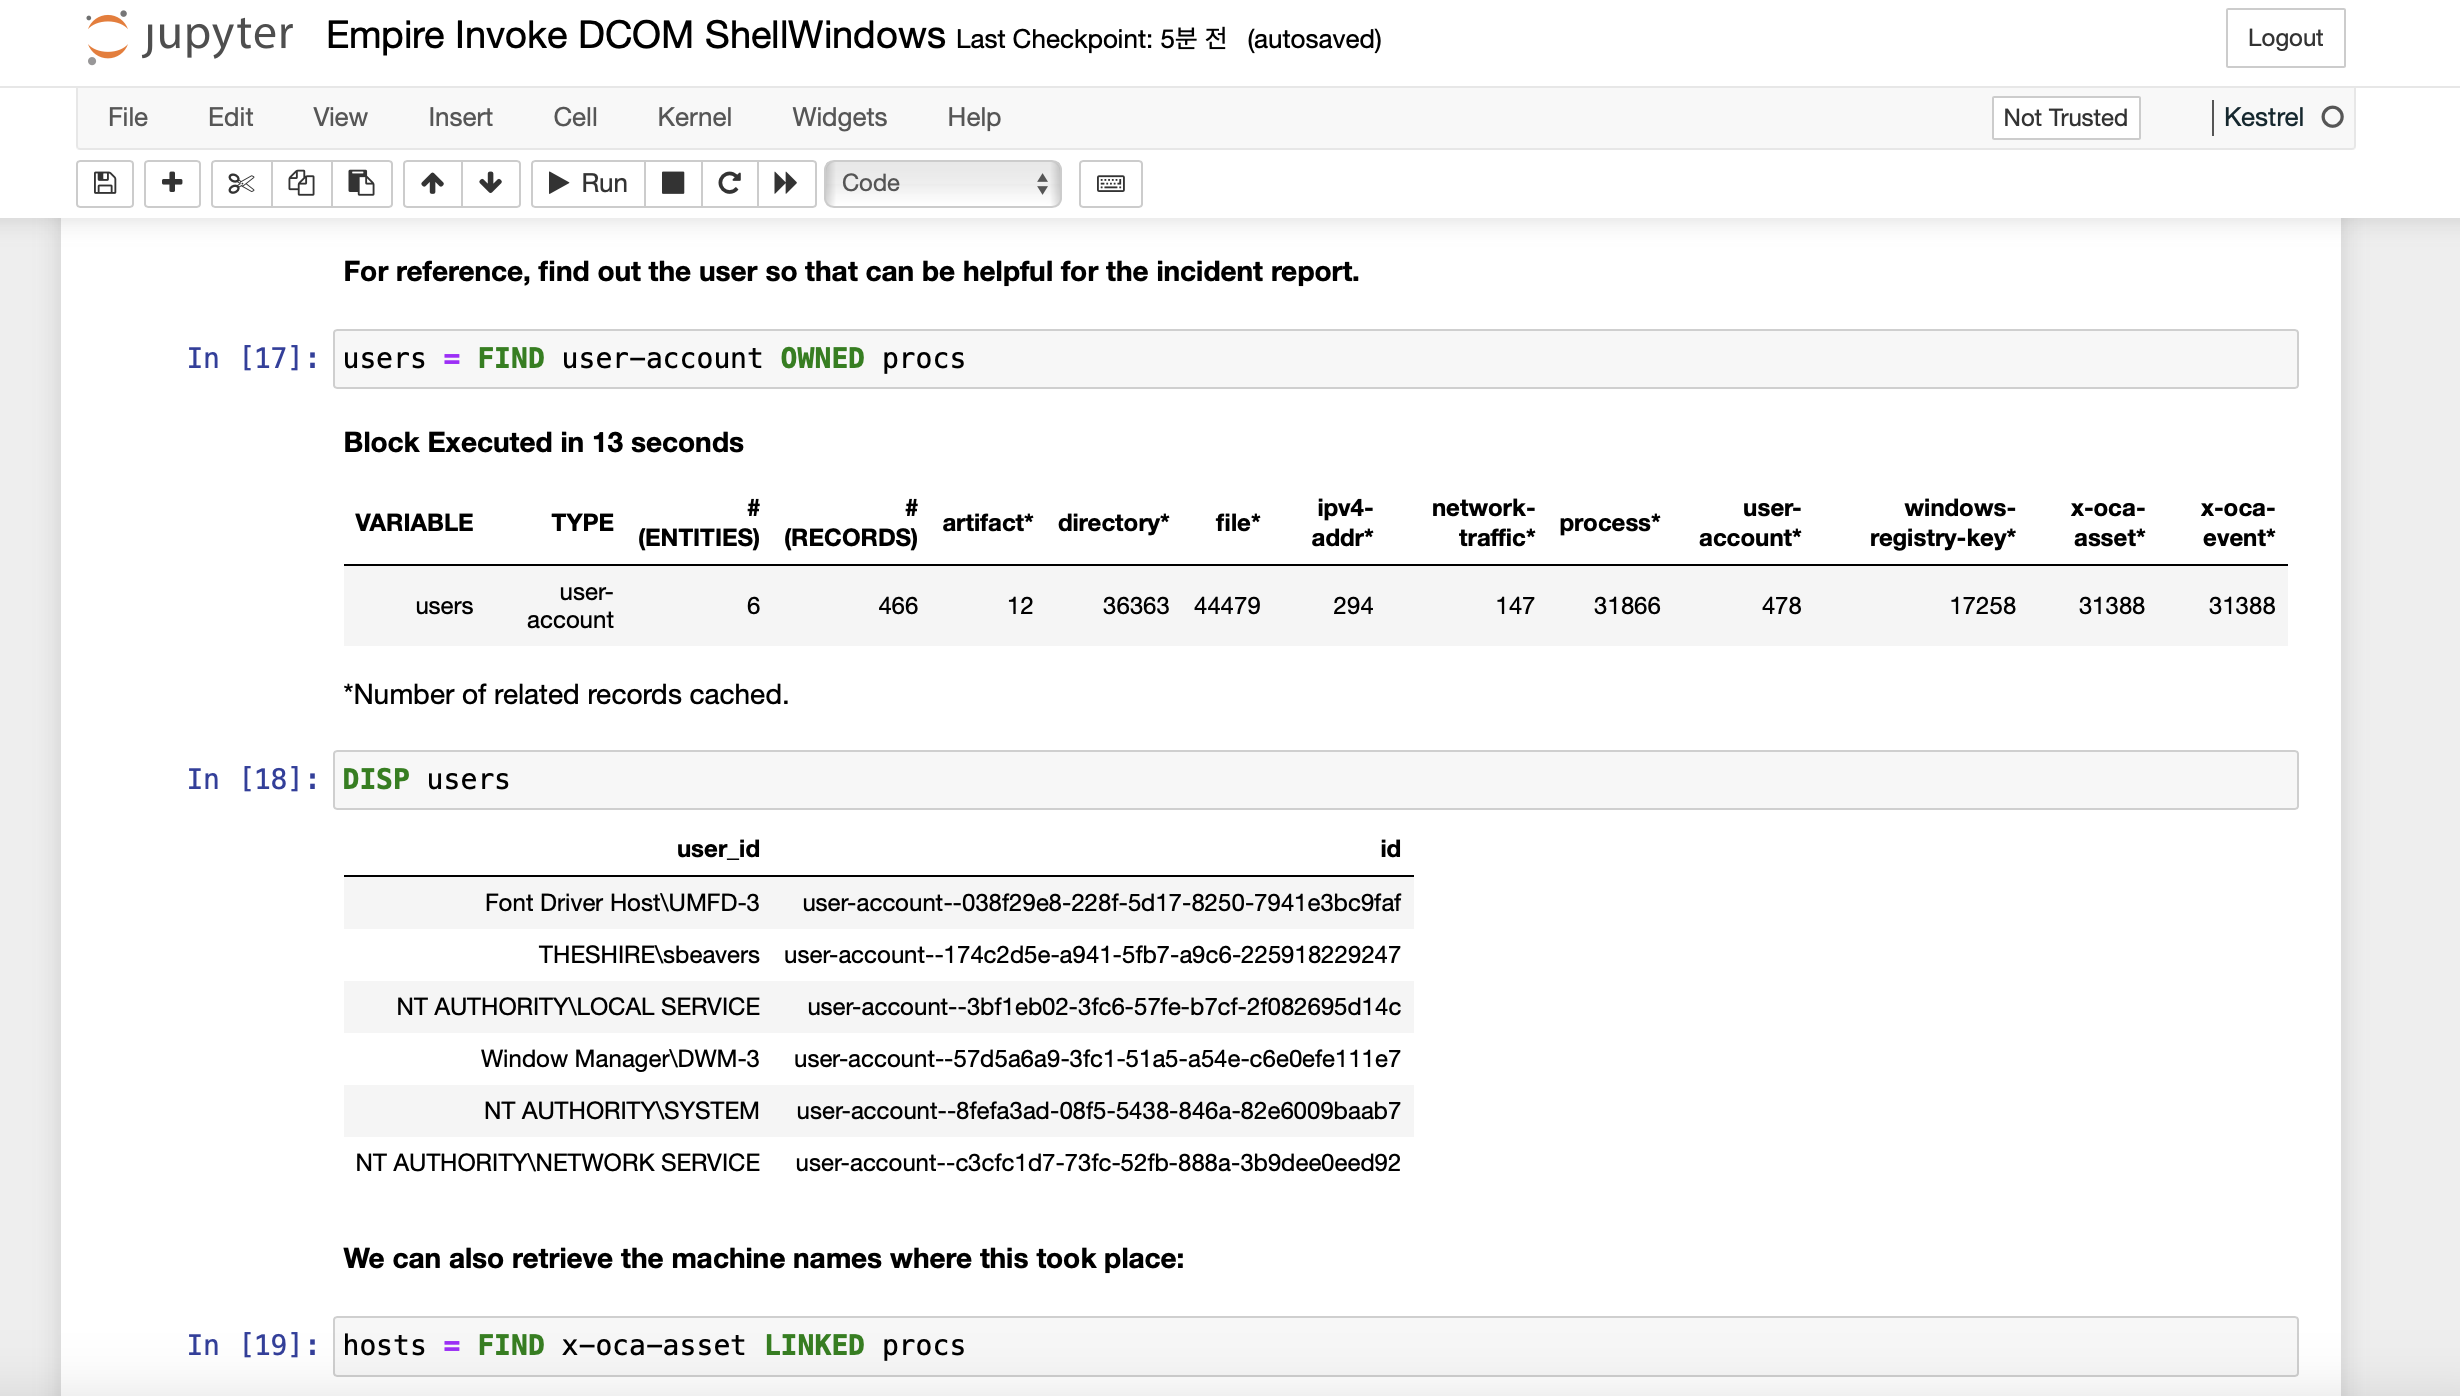 jupyter Empire Invoke DCOM ShellWindows Last Checkpoint: 5분 전 (autosaved) Logout
File Edit View Insert Cell Kernel Widgets Help Not Trusted Kestrel
Run Code
For reference, find out the user so that can be helpful for the incident report.
In [17]: users = FIND user-account OWNED procs
Block Executed in 13 seconds
VARIABLE TYPE # (ENTITIES) # (RECORDS) artifact* directory* file* ipv4-addr* network-traffic* process* user-account* windows-registry-key* x-oca-asset* x-oca-event*
users user-account 6 466 12 36363 44479 294 147 31866 478 17258 31388 31388
*Number of related records cached.
In [18]: DISP users
user_id id
Font Driver Host\UMFD-3 user-account--038f29e8-228f-5d17-8250-7941e3bc9faf
THESHIRE\sbeavers user-account--174c2d5e-a941-5fb7-a9c6-225918229247
NT AUTHORITY\LOCAL SERVICE user-account--3bf1eb02-3fc6-57fe-b7cf-2f082695d14c
Window Manager\DWM-3 user-account--57d5a6a9-3fc1-51a5-a54e-c6e0efe111e7
NT AUTHORITY\SYSTEM user-account--8fefa3ad-08f5-5438-846a-82e6009baab7
NT AUTHORITY\NETWORK SERVICE user-account--c3cfc1d7-73fc-52fb-888a-3b9dee0eed92
We can also retrieve the machine names where this took place:
In [19]: hosts = FIND x-oca-asset LINKED procs